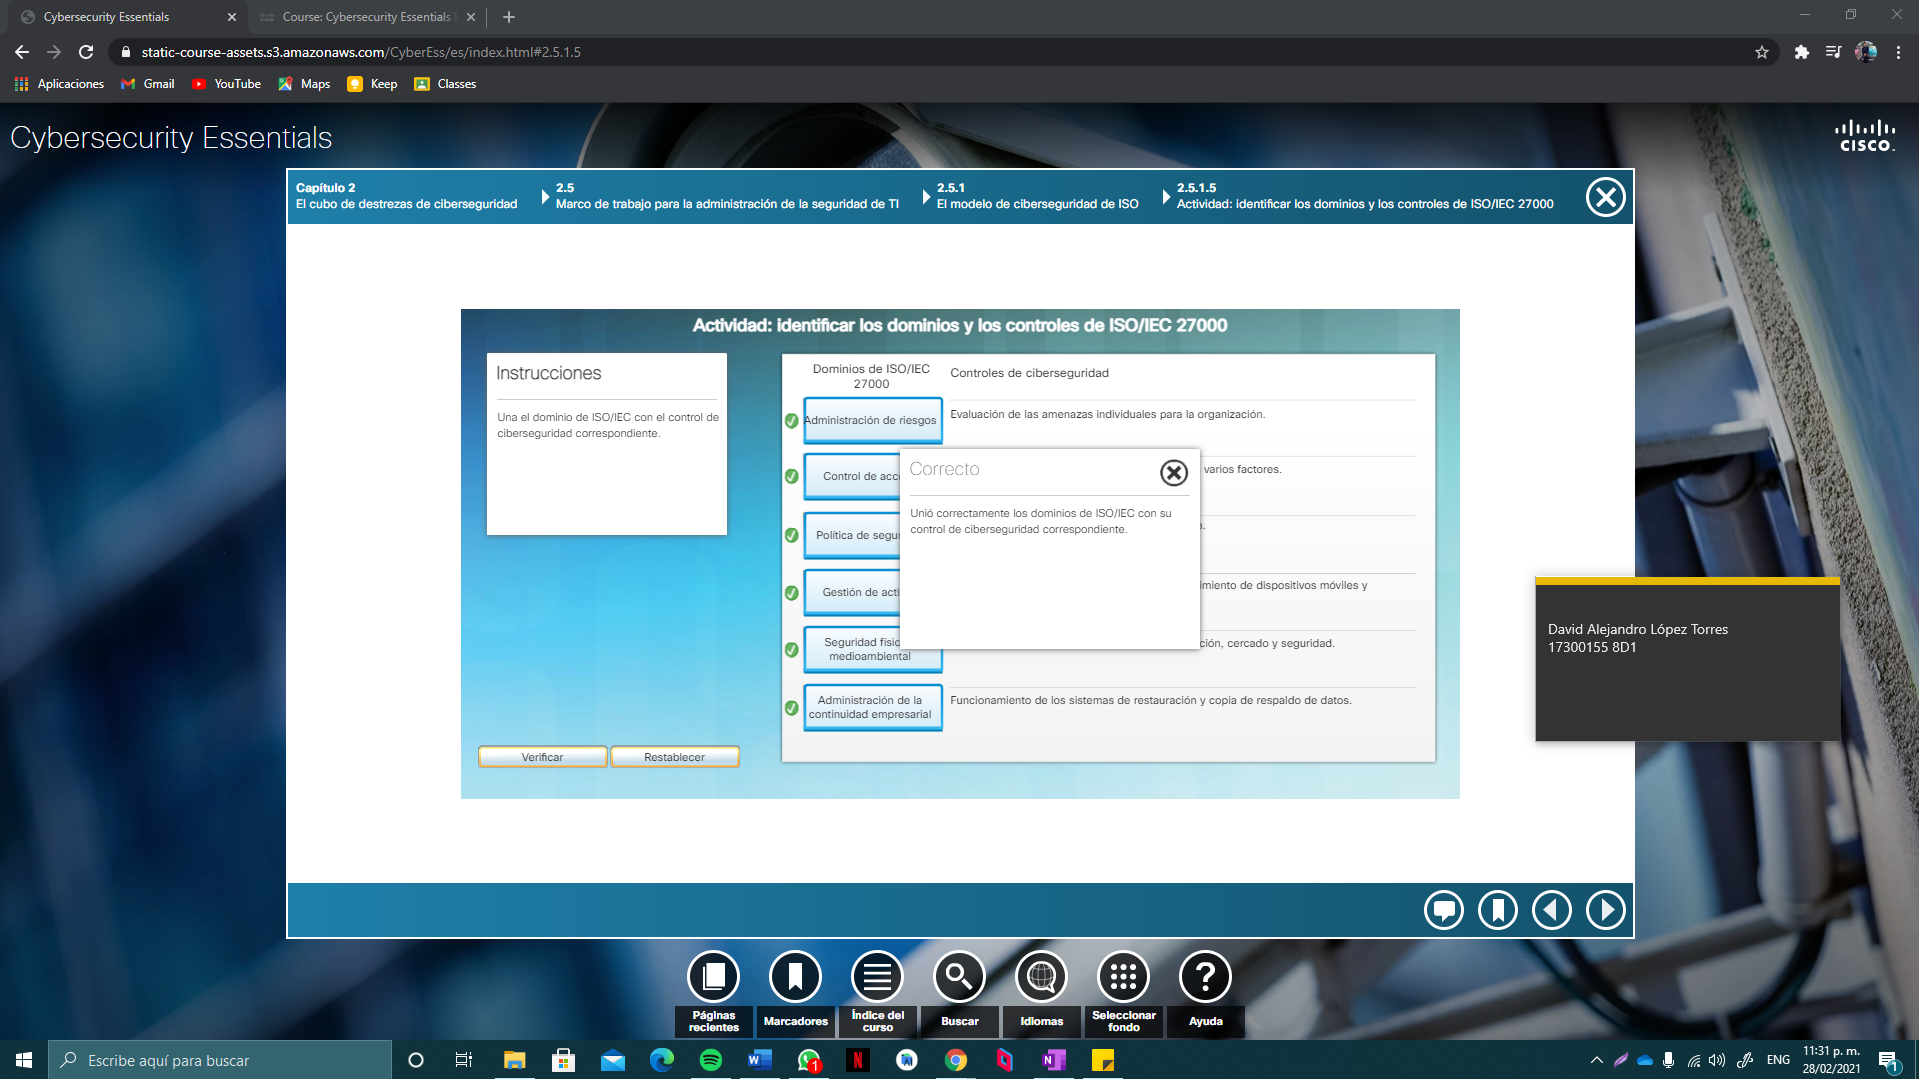 Cybersecurity Essentials
Course: Cybersecurity Essentials
static-course-assets.s3.amazonaws.com/CyberEss/es/index.html#2.5.1.5
Aplicaciones
Gmail
YouTube
Maps
Keep
Classes
Cybersecurity Essentials
CISCO
Capítulo 2
El cubo de destrezas de ciberseguridad
2.5
Marco de trabajo para la administración de la seguridad de TI
2.5.1
El modelo de ciberseguridad de ISO
2.5.1.5
Actividad: identificar los dominios y los controles de ISO/IEC 27000
Actividad: identificar los dominios y los controles de ISO/IEC 27000
Instrucciones
Una el dominio de ISO/IEC con el control de
ciberseguridad correspondiente.
Verificar
Restablecer
Dominios de ISO/IEC
27000
Controles de ciberseguridad
Administración de riesgos
Evaluación de las amenazas individuales para la organización.
Control de acc
varios factores.
Política de segu
Gestión de acti
imiento de dispositivos móviles y
Seguridad físic
medioambiental
ción, cercado y seguridad.
Administración de la
continuidad empresarial
Funcionamiento de los sistemas de restauración y copia de respaldo de datos.
Correcto
Unió correctamente los dominios de ISO/IEC con su
control de ciberseguridad correspondiente.
David Alejandro López Torres
17300155 8D1
Páginas
recientes
Marcadores
Índice del
curso
Buscar
Idiomas
Seleccionar
fondo
Ayuda
Escribe aquí para buscar
1
ENG
11:31 p. m.
28/02/2021
1